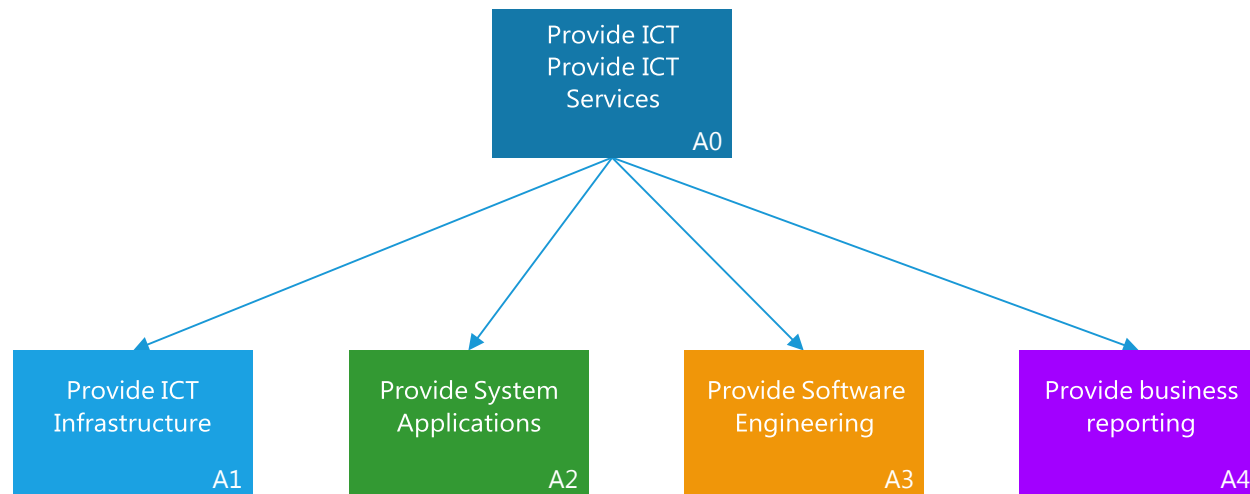 Provide ICT
Provide ICT
Services
A0
Provide ICT
Infrastructure
A1
Provide System
Applications
A2
Provide Software
Engineering
A3
Provide business
reporting
A4